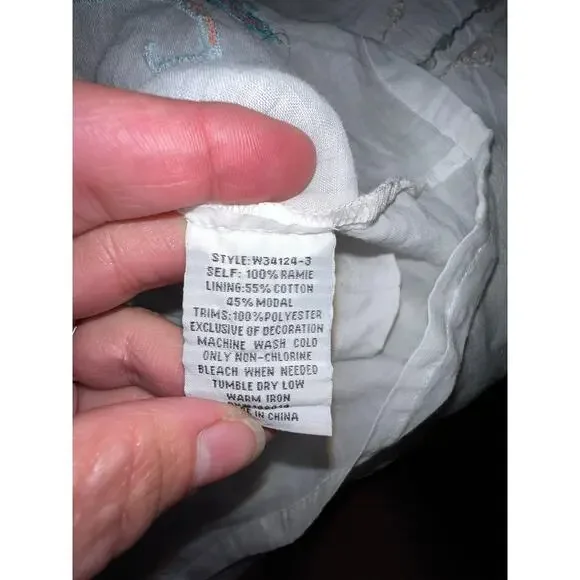 STYLE:W34124-3
SELF: 100% RAMIE
LINING:55% COTTON
45% MODAL
TRIMS:100%POLYESTER
EXCLUSIVE OF DECORATION
MACHINE WASH COLD
ONLY NON-CHLORINE
BLEACH WHEN NEEDED
TUMBLE DRY LOW
WARM IRON
IN CHINA